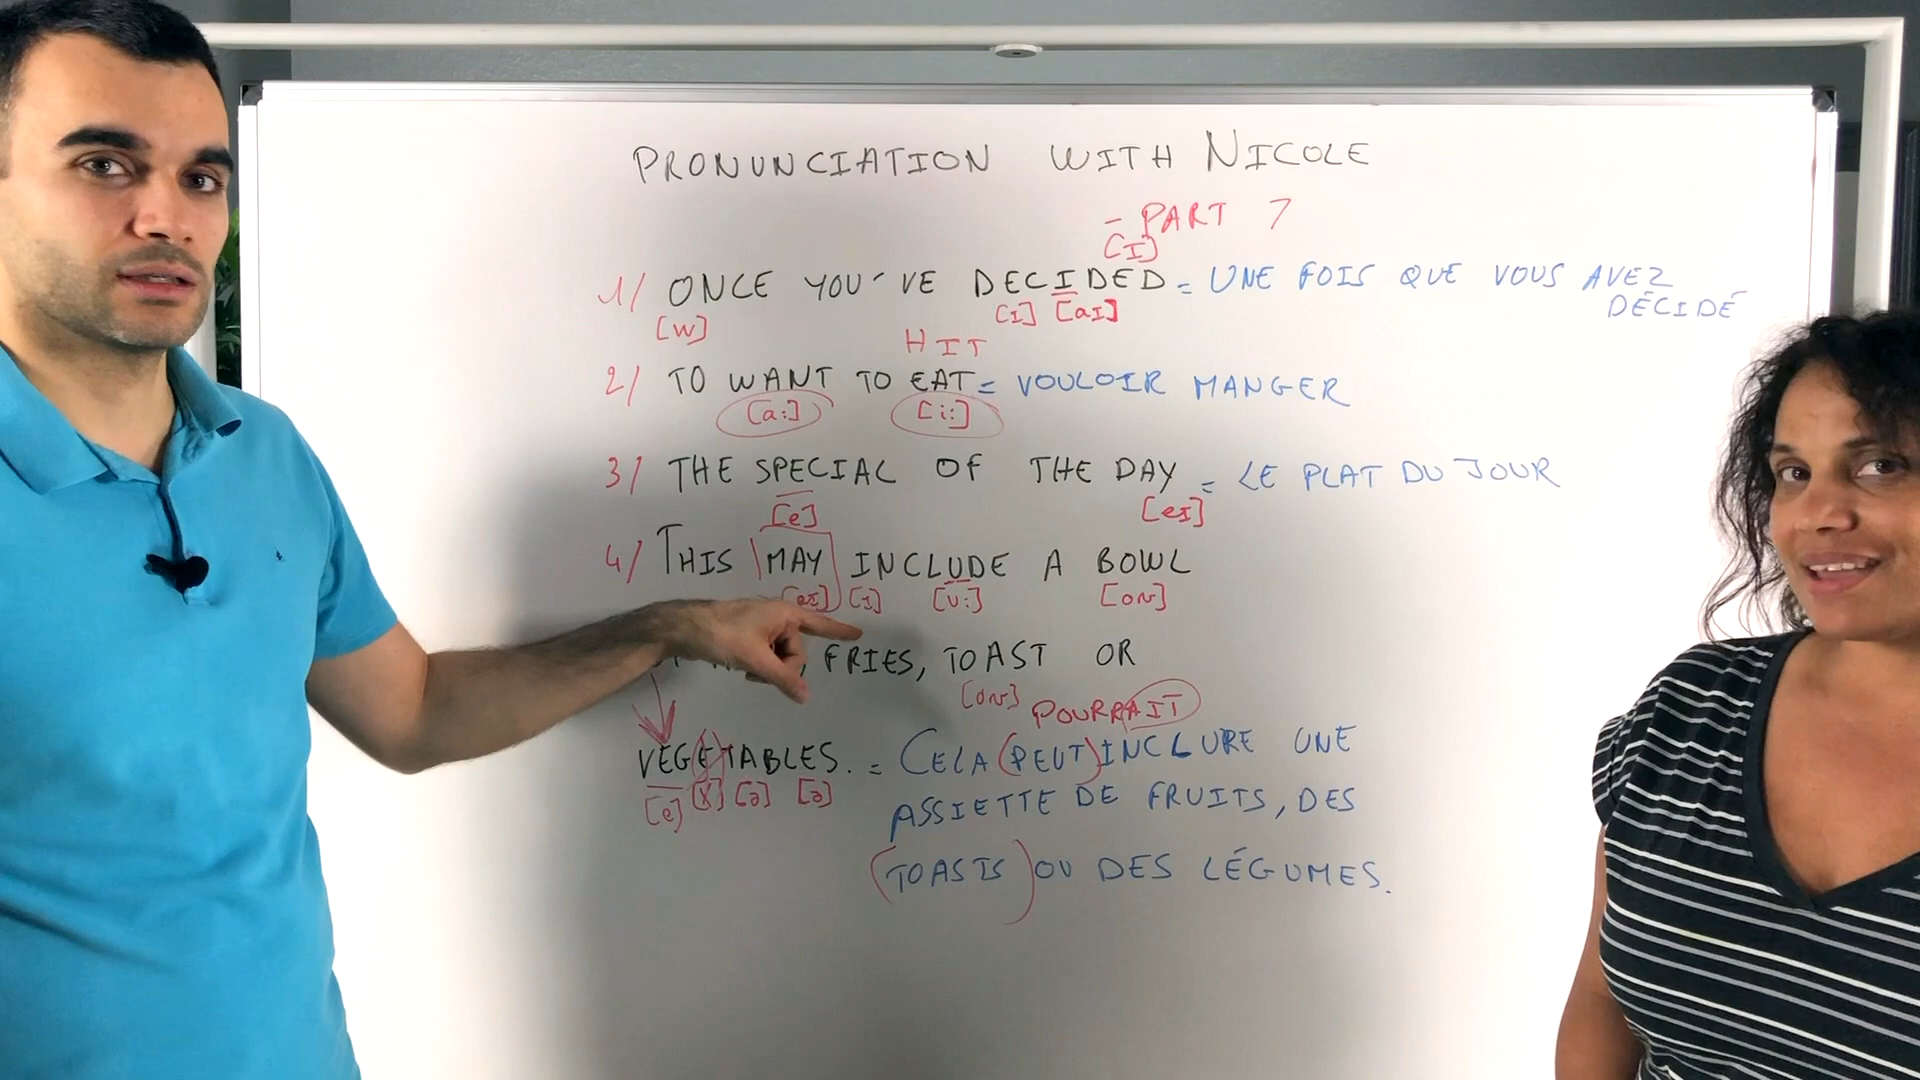 PRONUNCIATION WITH NICOLE
- PART 7
[I]
1/ ONCE YOU'VE DECIDED = UNE FOIS QUE VOUS AVEZ
DÉCIDÉ
[w] [I] [aI]
HIT
2/ TO WANT TO EAT = VOULOIR MANGER
[a:] [i:]
3/ THE SPECIAL OF THE DAY = LE PLAT DU JOUR
[e] [eI]
4/ THIS MAY INCLUDE A BOWL
[eI] [I] [u:] [oʊ]
, FRIES, TOAST OR
[oʊ] POURRAIT
VEGETABLES. = CELA (PEUT) INCLURE UNE
[e] [X] [ə] [ə]
ASSIETTE DE FRUITS, DES
(TOASTS) OU DES LÉGUMES.